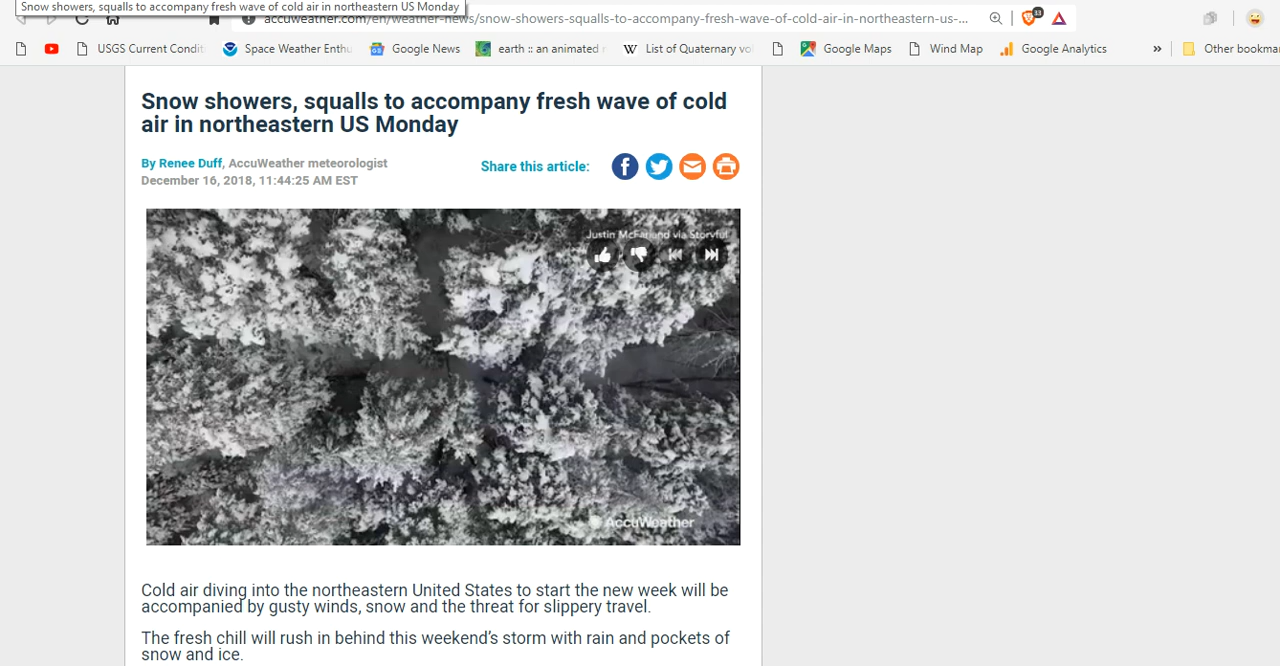 Snow showers, squalls to accompany fresh wave of cold air in northeastern US Monday
accuweather.com/en/weather-news/snow-showers-squalls-to-accompany-fresh-wave-of-cold-air-in-northeastern-us-...
33
USGS Current Condit
Space Weather Enthu
Google News
earth :: an animated
List of Quaternary vo
Google Maps
Wind Map
Google Analytics
»
Other bookma
Snow showers, squalls to accompany fresh wave of cold
air in northeastern US Monday
By Renee Duff, AccuWeather meteorologist
Share this article:
December 16, 2018, 11:44:25 AM EST
Justin McFarland via Storyful
AccuWeather
Cold air diving into the northeastern United States to start the new week will be
accompanied by gusty winds, snow and the threat for slippery travel.
The fresh chill will rush in behind this weekend's storm with rain and pockets of
snow and ice.